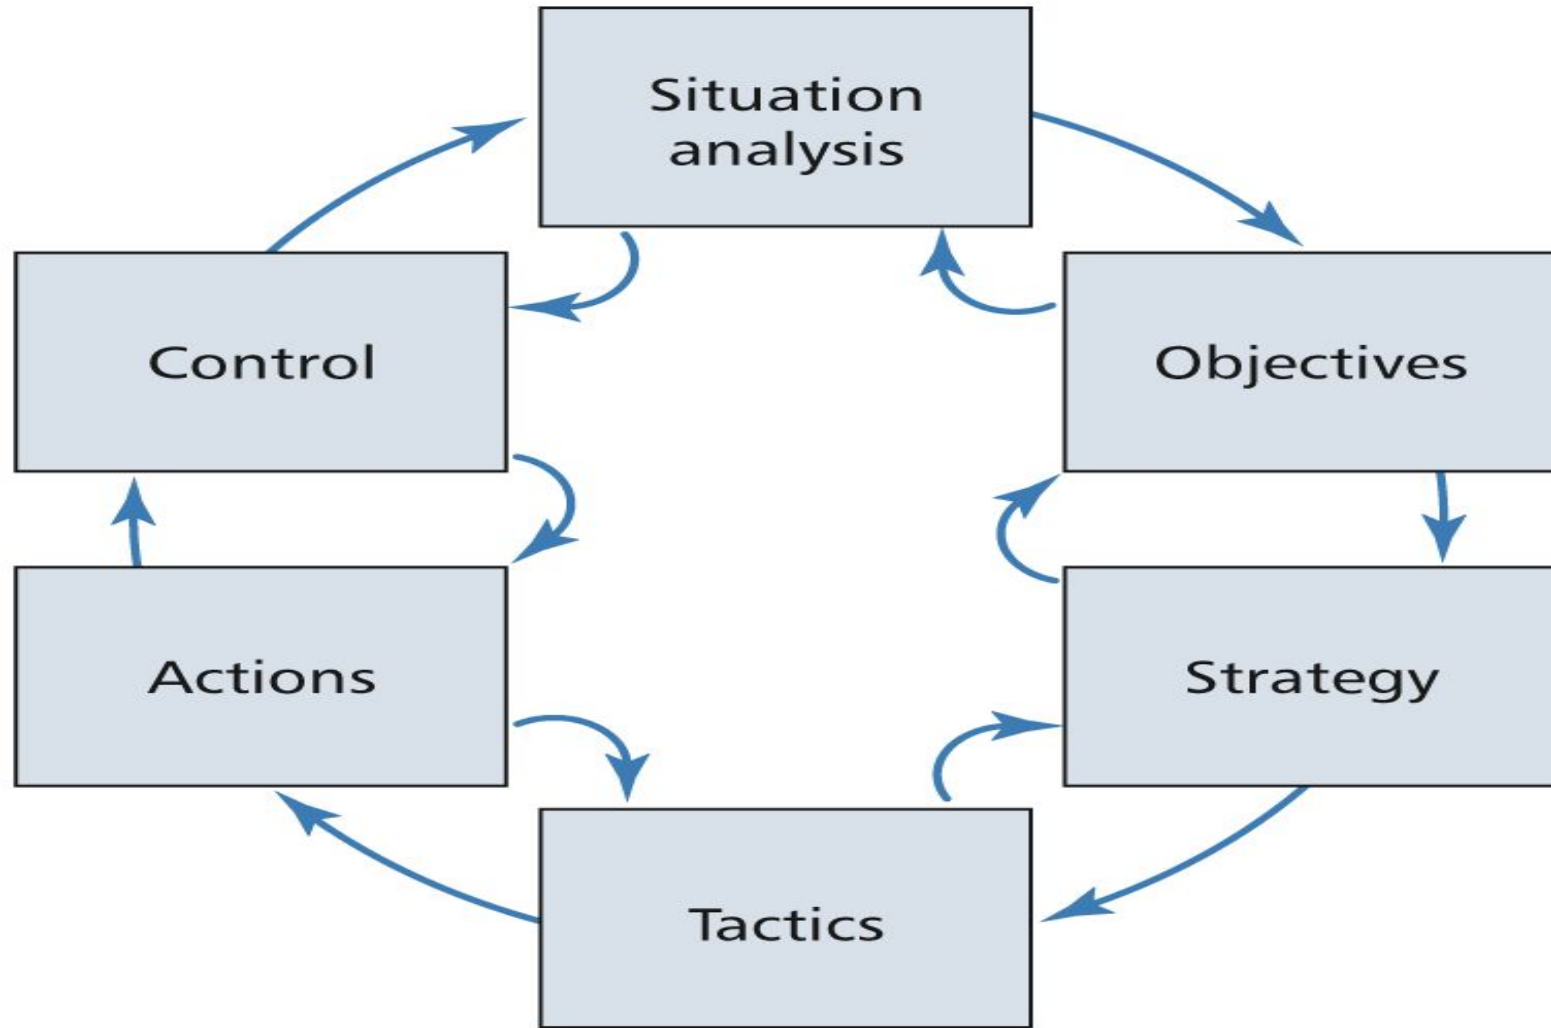 Situation
analysis
Objectives
Strategy
Tactics
Actions
Control